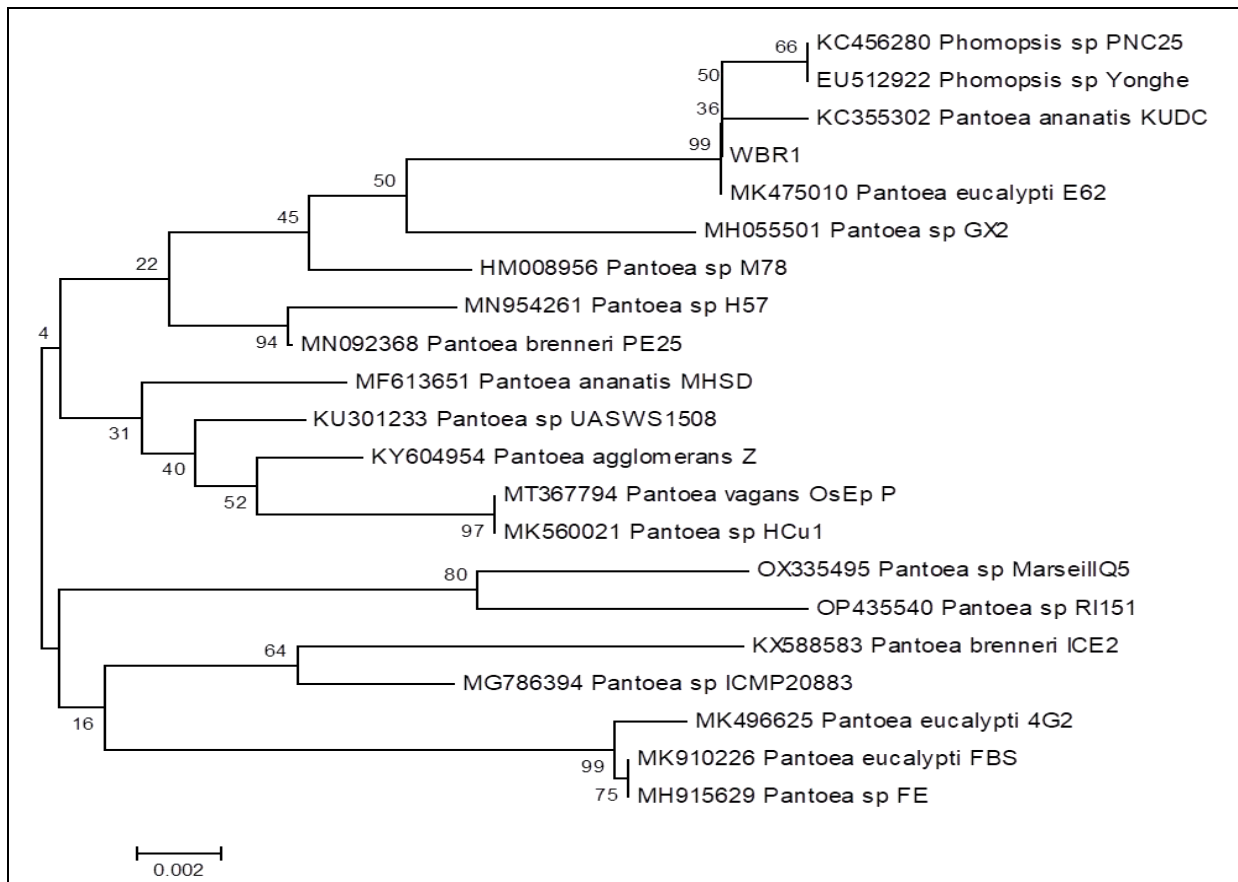 66
KC456280 Phomopsis sp PNC25
50
EU512922 Phomopsis sp Yonghe
36
KC355302 Pantoea ananatis KUDC
99
WBR1
50
MK475010 Pantoea eucalypti E62
45
MH055501 Pantoea sp GX2
22
HM008956 Pantoea sp M78
MN954261 Pantoea sp H57
4
94
MN092368 Pantoea brenneri PE25
MF613651 Pantoea ananatis MHSD
31
KU301233 Pantoea sp UASWS1508
40
KY604954 Pantoea agglomerans Z
52
MT367794 Pantoea vagans OsEp P
97
MK560021 Pantoea sp HCu1
80
OX335495 Pantoea sp MarseillQ5
OP435540 Pantoea sp RI151
64
KX588583 Pantoea brenneri ICE2
MG786394 Pantoea sp ICMP20883
16
MK496625 Pantoea eucalypti 4G2
99
MK910226 Pantoea eucalypti FBS
75
MH915629 Pantoea sp FE
0.002